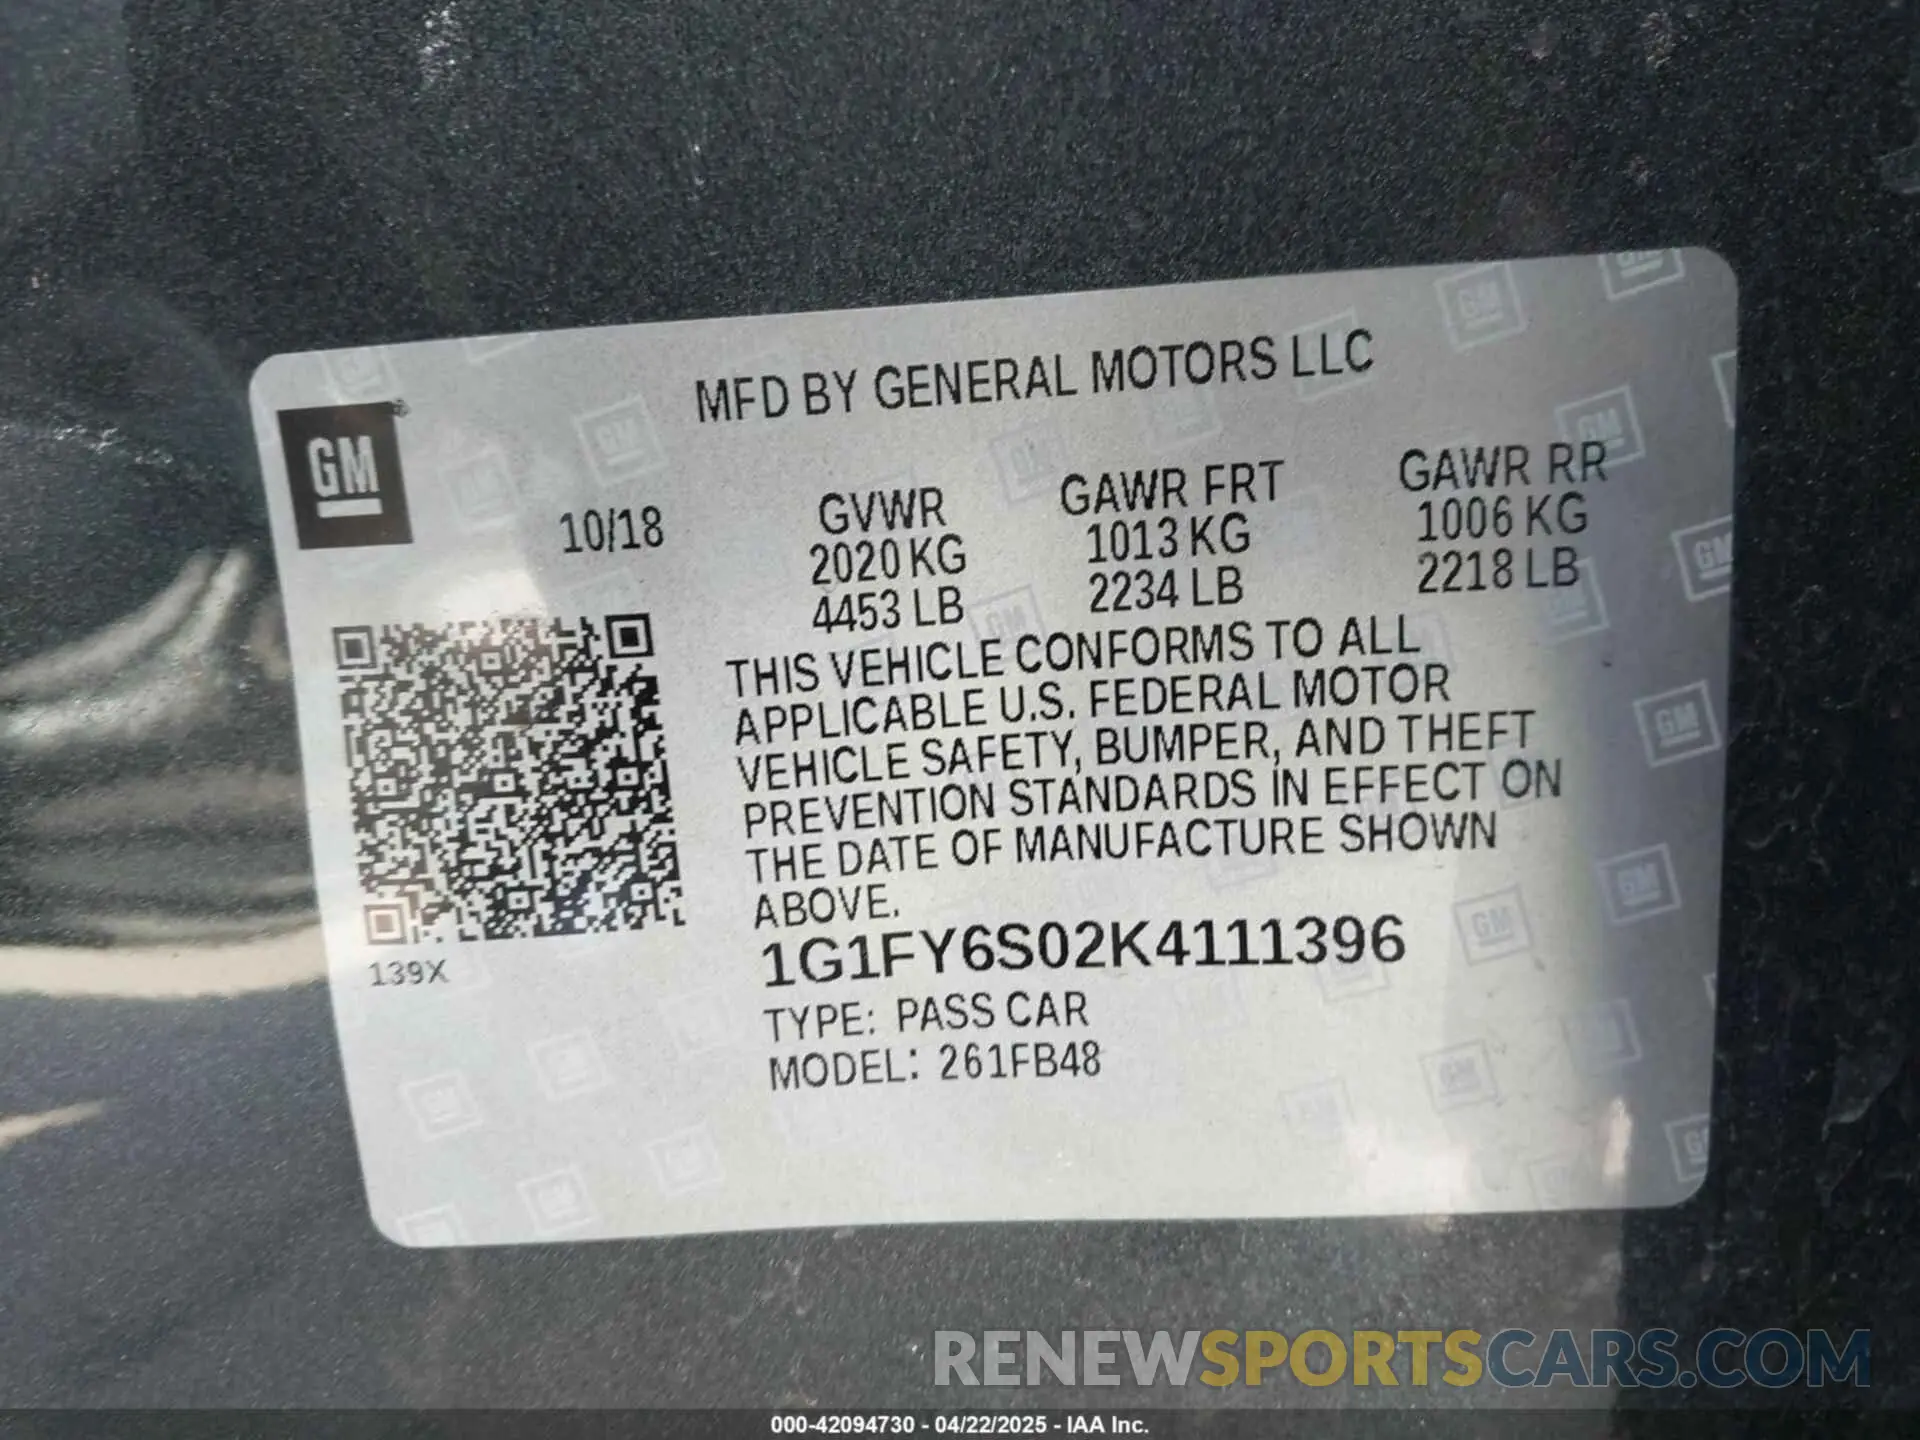 MFD BY GENERAL MOTORS LLC
GM
10/18
GVWR GAWR FRT GAWR RR
2020 KG 1013 KG 1006 KG
4453 LB 2234 LB 2218 LB
THIS VEHICLE CONFORMS TO ALL
APPLICABLE U.S. FEDERAL MOTOR
VEHICLE SAFETY, BUMPER, AND THEFT
PREVENTION STANDARDS IN EFFECT ON
THE DATE OF MANUFACTURE SHOWN
ABOVE.
139X
1G1FY6S02K4111396
TYPE: PASS CAR
MODEL: 261FB48
RENEWSPORTSCARS.COM
000-42094730 - 04/22/2025 - IAA Inc.